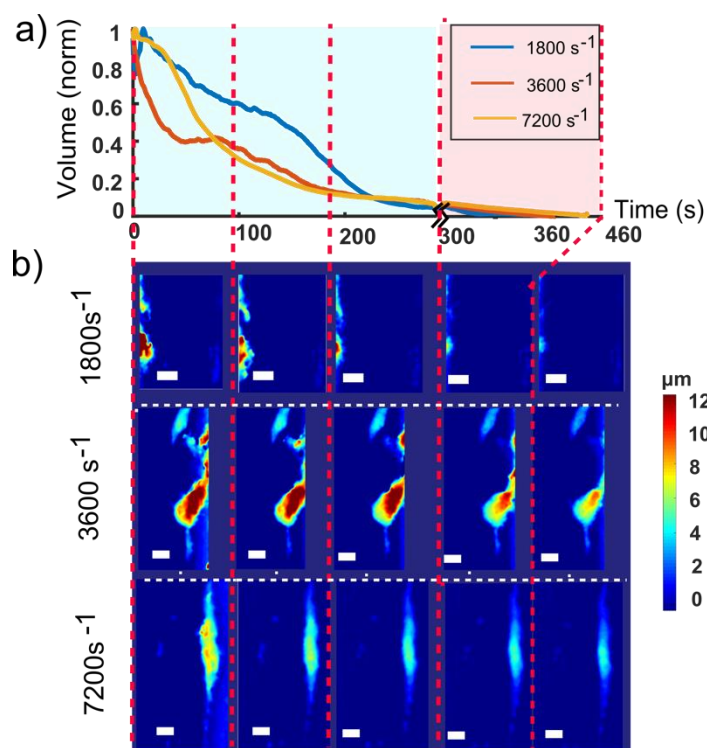 a)
Volume (norm)
1
0.8
0.6
0.4
0.2
0
1800 s⁻¹
3600 s⁻¹
7200 s⁻¹
Time (s)
0
100
200
300
360
460
b)
1800s⁻¹
3600 s⁻¹
7200s⁻¹
µm
12
10
8
6
4
2
0